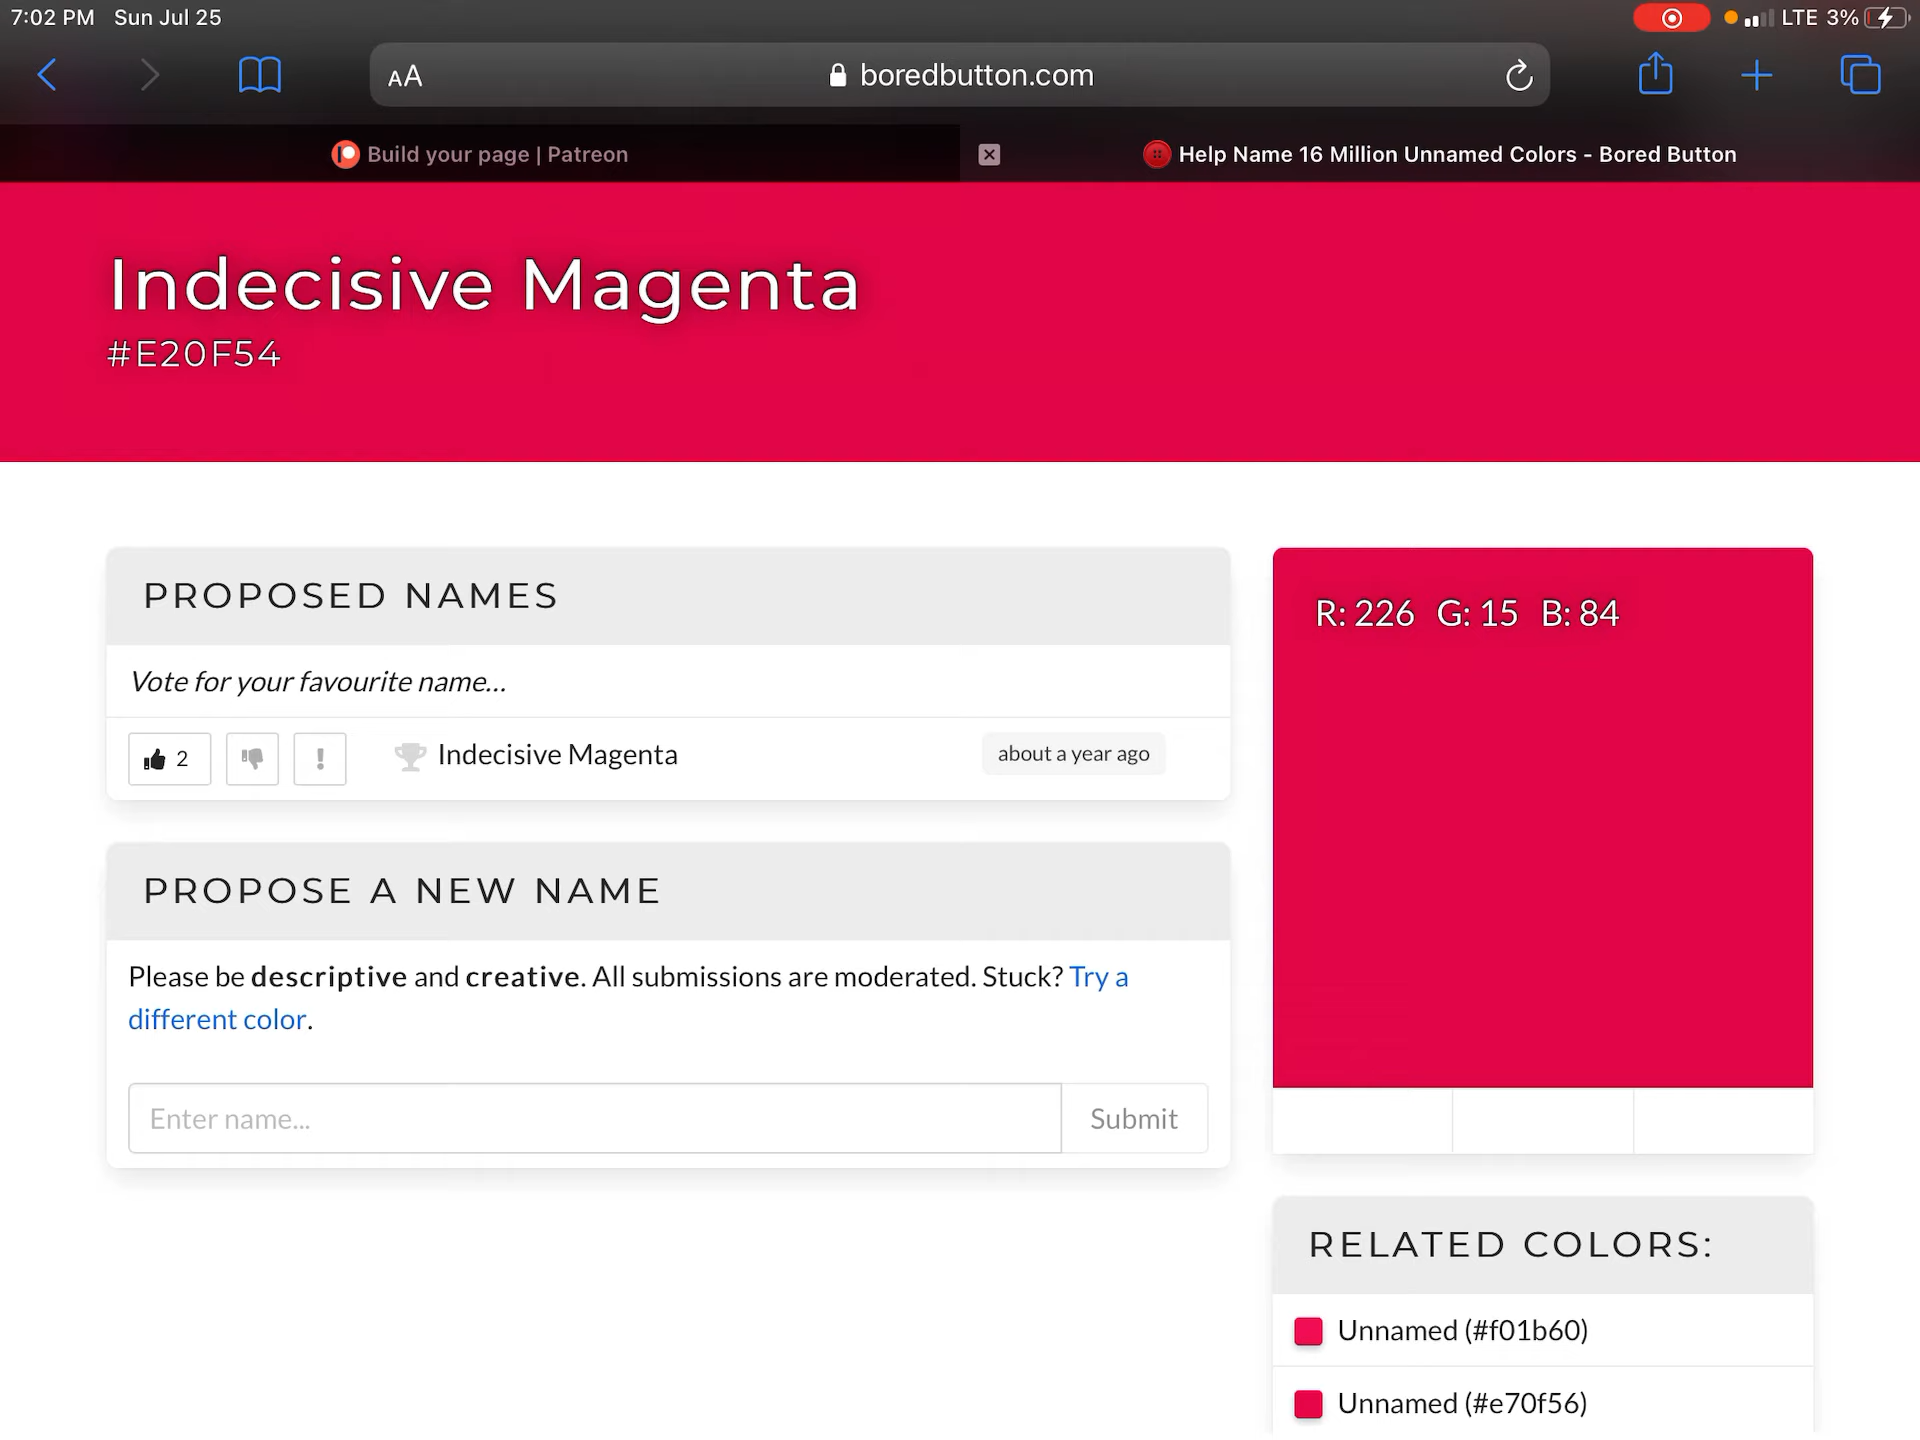 7:02 PM Sun Jul 25
LTE 3%
AA
boredbutton.com
Build your page | Patreon
Help Name 16 Million Unnamed Colors - Bored Button
Indecisive Magenta
#E20F54
PROPOSED NAMES
Vote for your favourite name...
2
!
Indecisive Magenta
about a year ago
PROPOSE A NEW NAME
Please be descriptive and creative. All submissions are moderated. Stuck? Try a
different color.
Enter name...
Submit
R: 226 G: 15 B: 84
RELATED COLORS:
Unnamed (#f01b60)
Unnamed (#e70f56)